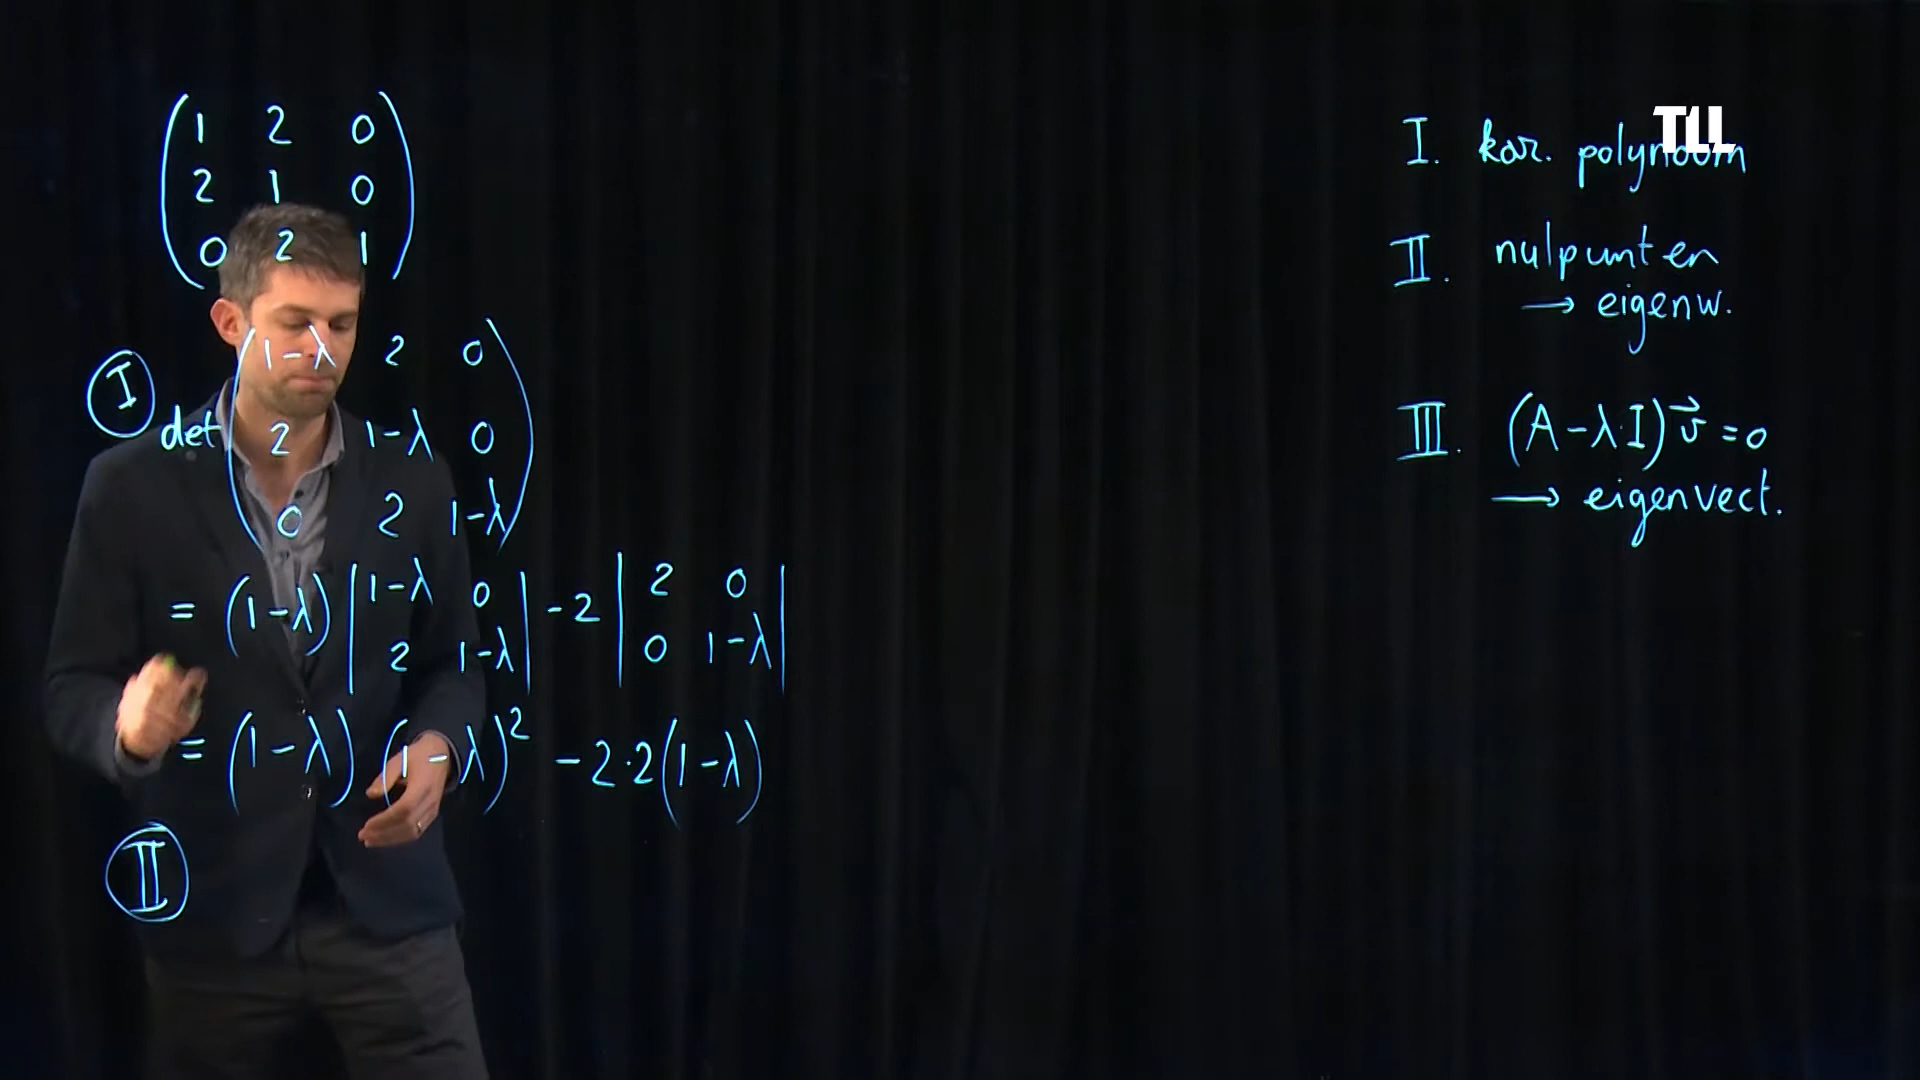 1 2 0
2 1 0
0 2 1
I
det
1-λ 2 0
2 1-λ 0
0 2 1-λ
= (1-λ) |1-λ 0| -2 |2 0|
|2 1-λ| |0 1-λ|
= (1-λ) (1-λ)² -2·2(1-λ)
II
TLL
I. kar. polynoom
II. nulpunten
→ eigenw.
III. (A-λ·I)v⃗ =0
→ eigenvect.